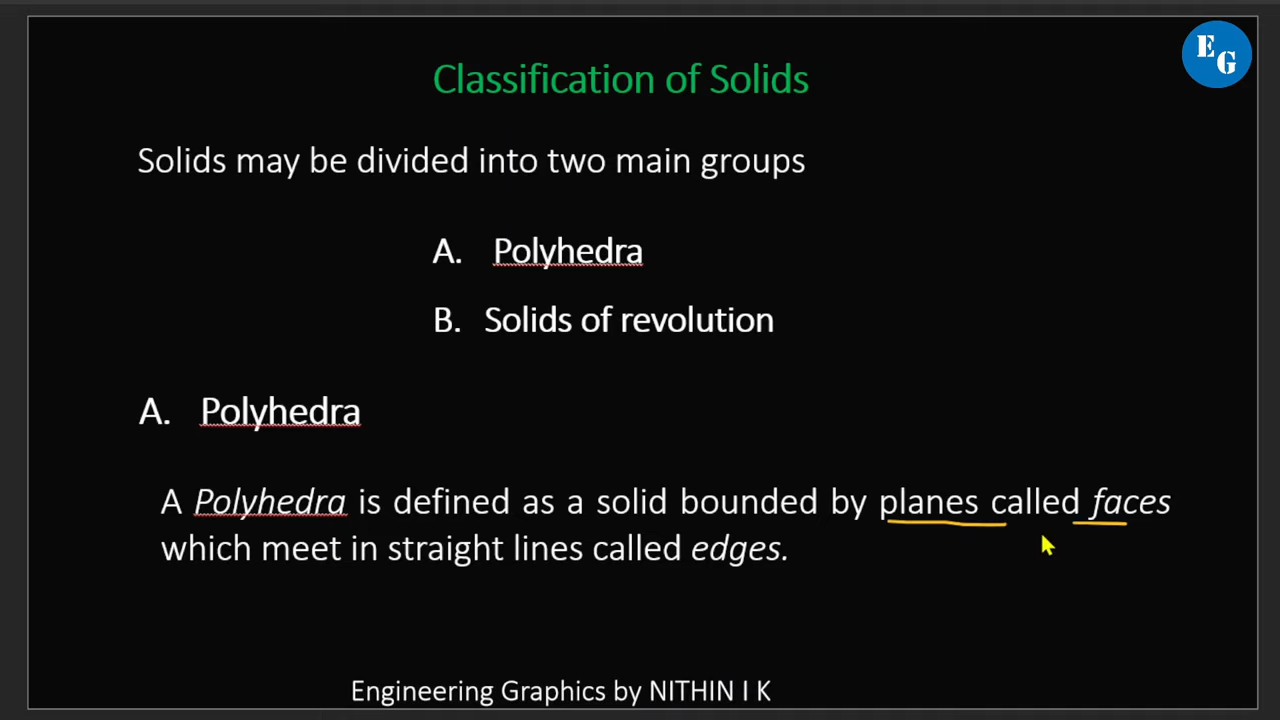 E G
Classification of Solids
Solids may be divided into two main groups
A. Polyhedra
B. Solids of revolution
A. Polyhedra
A Polyhedra is defined as a solid bounded by planes called faces
which meet in straight lines called edges.
Engineering Graphics by NITHIN I K